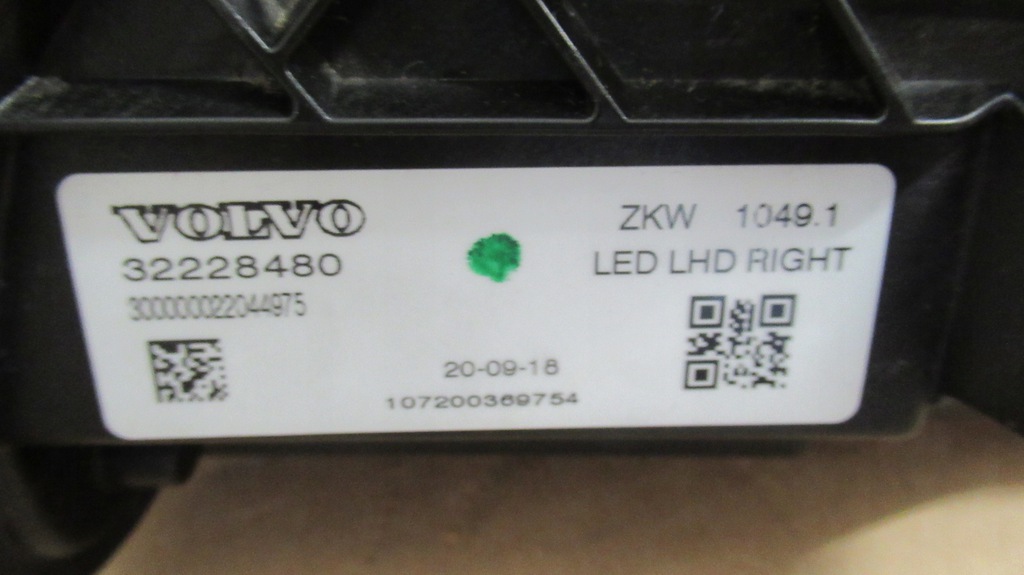 VOLVO
32228480
300000022044975
ZKW 1049.1
LED LHD RIGHT
20-09-18
107200369754